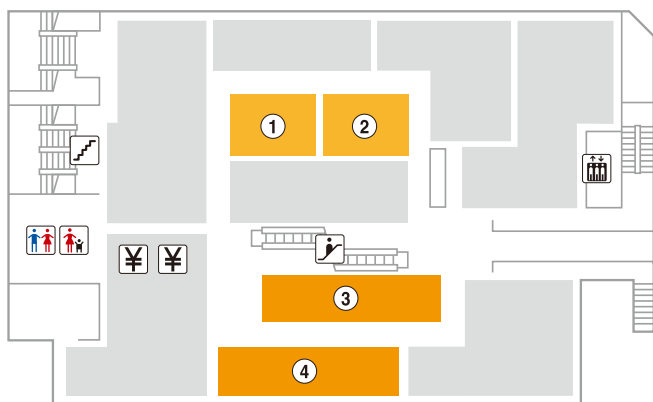 ① ②
¥ ¥
③
④